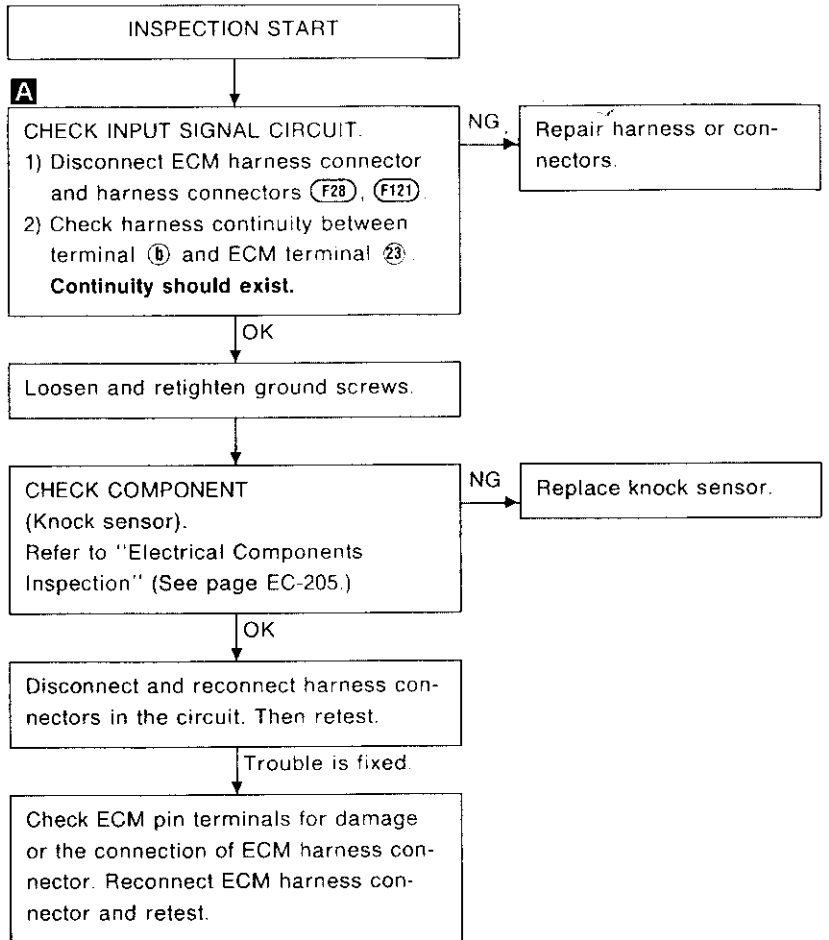 INSPECTION START
A
CHECK INPUT SIGNAL CIRCUIT.
1) Disconnect ECM harness connector
and harness connectors (F28), (F121).
2) Check harness continuity between
terminal ⓑ and ECM terminal ㉓.
Continuity should exist.
NG
Repair harness or con-
nectors.
OK
Loosen and retighten ground screws.
CHECK COMPONENT
(Knock sensor).
Refer to "Electrical Components
Inspection" (See page EC-205.)
NG
Replace knock sensor.
OK
Disconnect and reconnect harness con-
nectors in the circuit. Then retest.
Trouble is fixed.
Check ECM pin terminals for damage
or the connection of ECM harness con-
nector. Reconnect ECM harness con-
nector and retest.